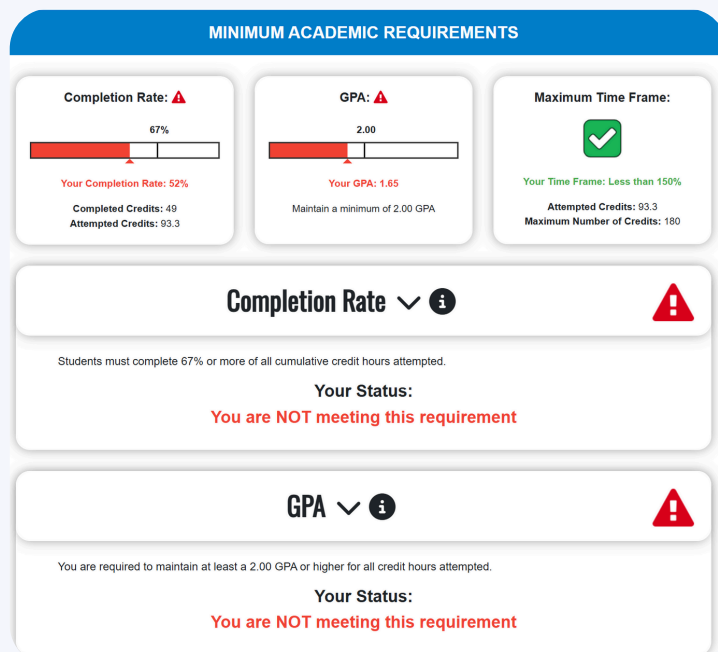 MINIMUM ACADEMIC REQUIREMENTS
Completion Rate:
67%
Your Completion Rate: 52%
Completed Credits: 49
Attempted Credits: 93.3
GPA:
2.00
Your GPA: 1.65
Maintain a minimum of 2.00 GPA
Maximum Time Frame:
Your Time Frame: Less than 150%
Attempted Credits: 93.3
Maximum Number of Credits: 180
Completion Rate
Students must complete 67% or more of all cumulative credit hours attempted.
Your Status:
You are NOT meeting this requirement
GPA
You are required to maintain at least a 2.00 GPA or higher for all credit hours attempted.
Your Status:
You are NOT meeting this requirement